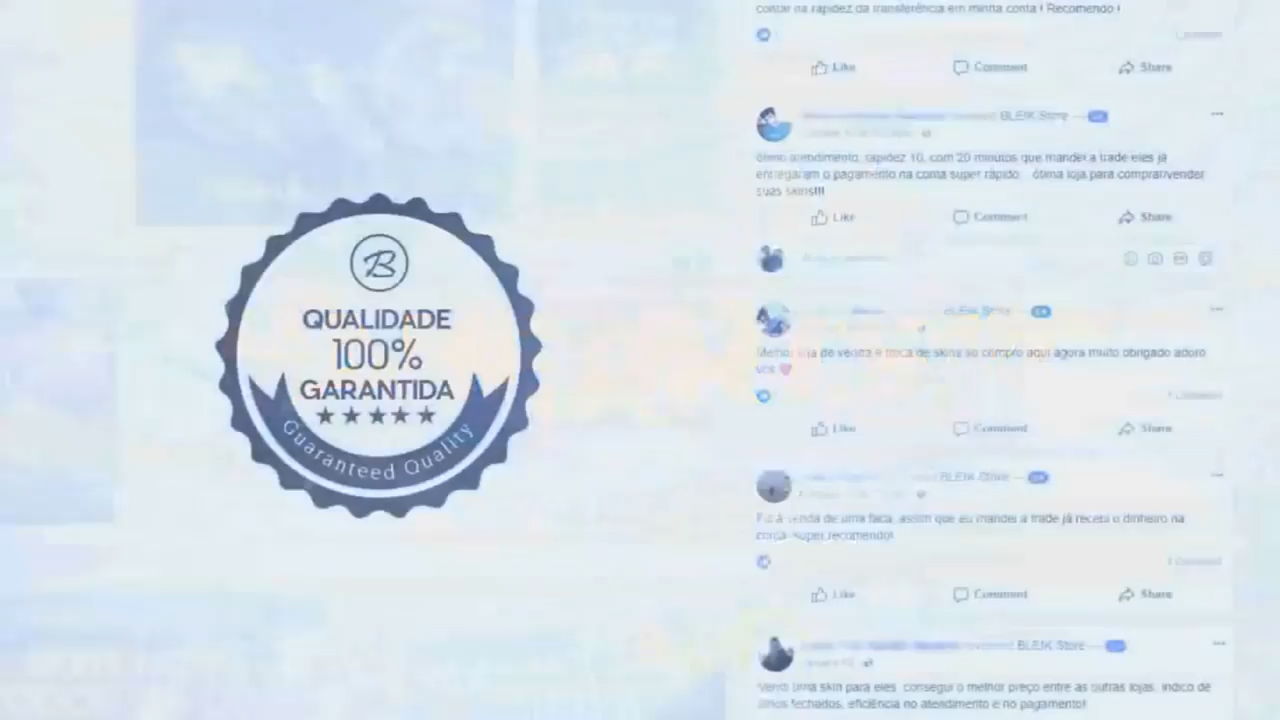 B
QUALIDADE
100%
GARANTIDA
Guaranteed Quality
contar na rapidez da transferência em minha conta ! Recomendo !
Like Comment Share
BLEIK Store —
ótimo atendimento, rapidez 10, com 20 minutos que mandei a trade eles já
entregaram o pagamento na conta super rápido ótima loja para comprar/vender
suas skins!!!
Like Comment Share
BLEIK Store —
Melhor loja de venda e troca de skins so compro aqui agora muito obrigado adoro
vcs
Like Comment Share
BLEIK Store —
Fiz a venda de uma faca, assim que eu mandei a trade já recebi o dinheiro na
conta super recomendo!
Like Comment Share
BLEIK Store —
Vendi uma skin para eles consegui o melhor preço entre as outras lojas, indico de
olhos fechados, eficiência no atendimento e no pagamento!